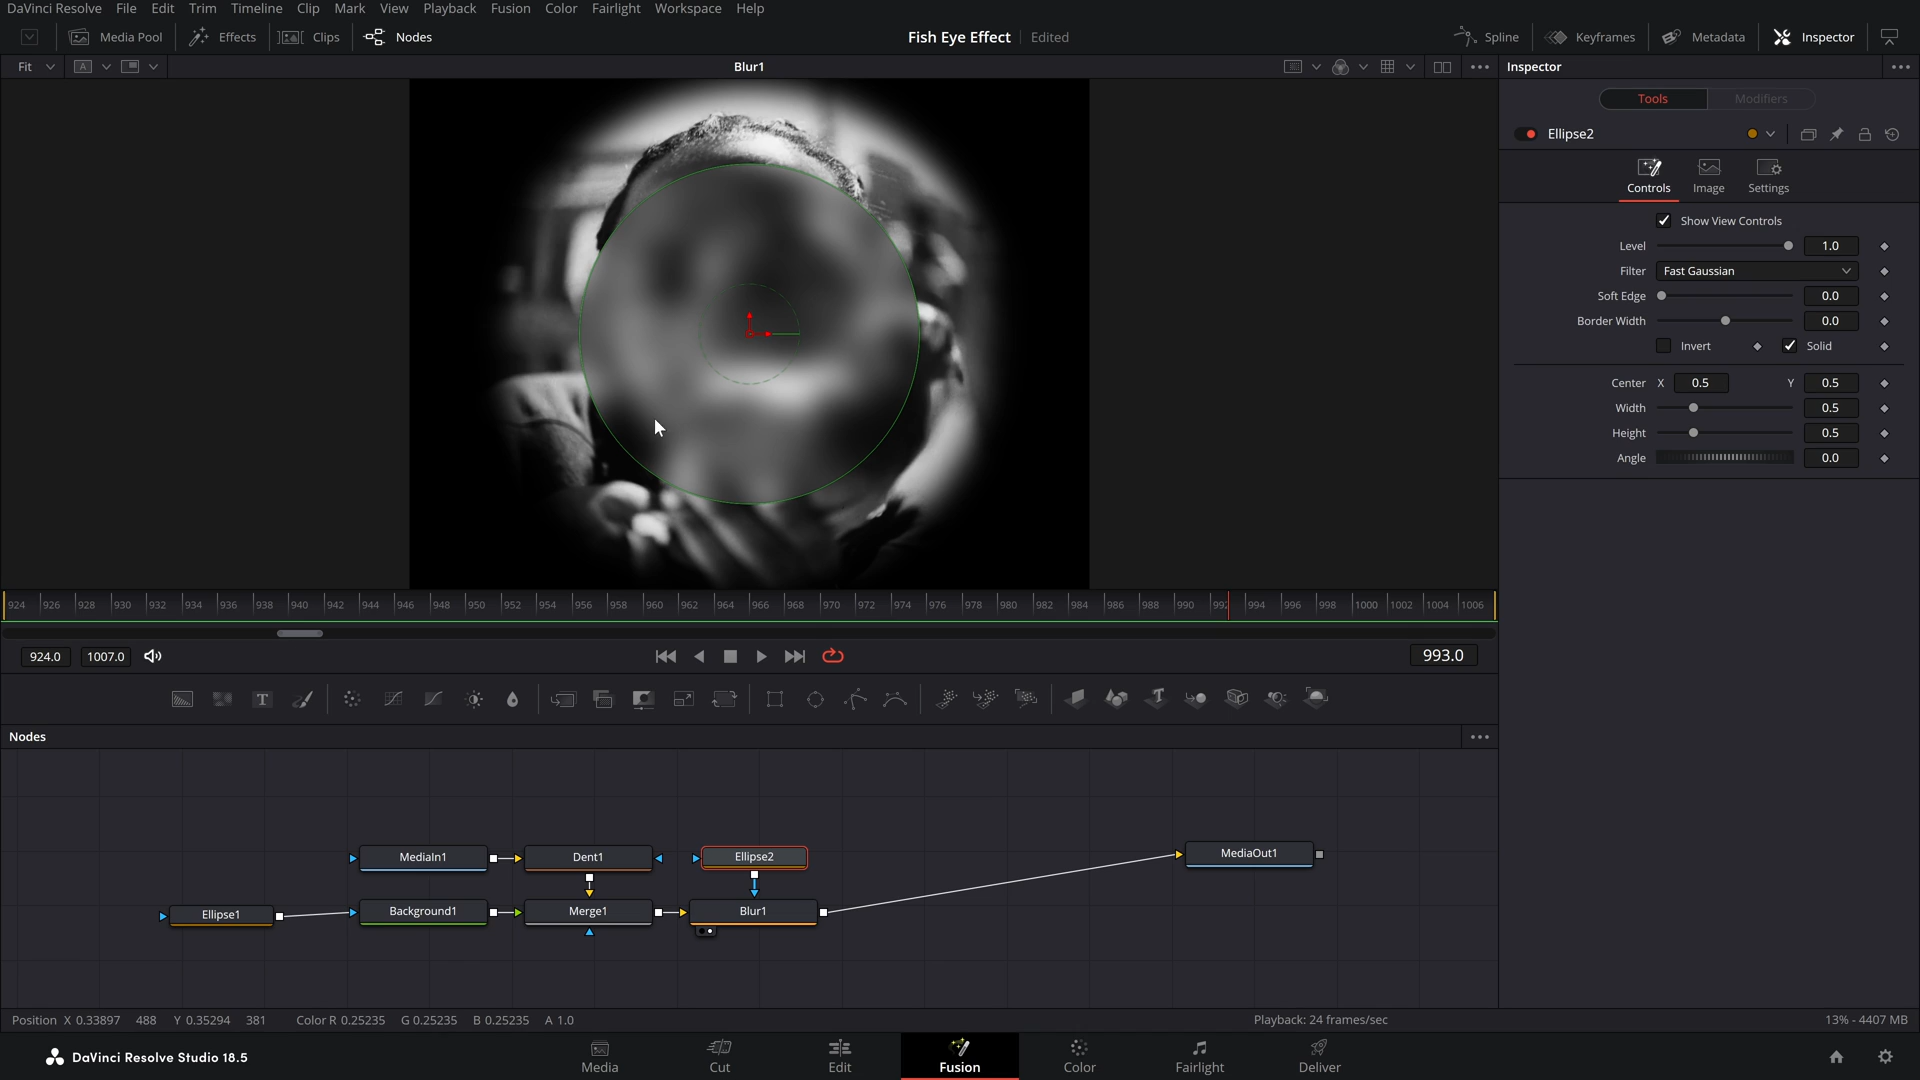 DaVinci Resolve File Edit Trim Timeline Clip Mark View Playback Fusion Color Fairlight Workspace Help
Media Pool Effects Clips Nodes Fish Eye Effect Edited Spline Keyframes Metadata Inspector
Fit A Blur1 Inspector
Tools Modifiers
Ellipse2
Controls Image Settings
Show View Controls
Level 1.0
Filter Fast Gaussian
Soft Edge 0.0
Border Width 0.0
Invert Solid
Center X 0.5 Y 0.5
Width 0.5
Height 0.5
Angle 0.0
924 926 928 930 932 934 936 938 940 942 944 946 948 950 952 954 956 958 960 962 964 966 968 970 972 974 976 978 980 982 984 986 988 990 992 994 996 998 1000 1002 1004 1006
924.0 1007.0 993.0
T
Nodes
MediaIn1 Dent1 Ellipse2 MediaOut1
Ellipse1 Background1 Merge1 Blur1
Position X 0.33897 488 Y 0.35294 381 Color R 0.25235 G 0.25235 B 0.25235 A 1.0 Playback: 24 frames/sec 13% - 4407 MB
DaVinci Resolve Studio 18.5 Media Cut Edit Fusion Color Fairlight Deliver